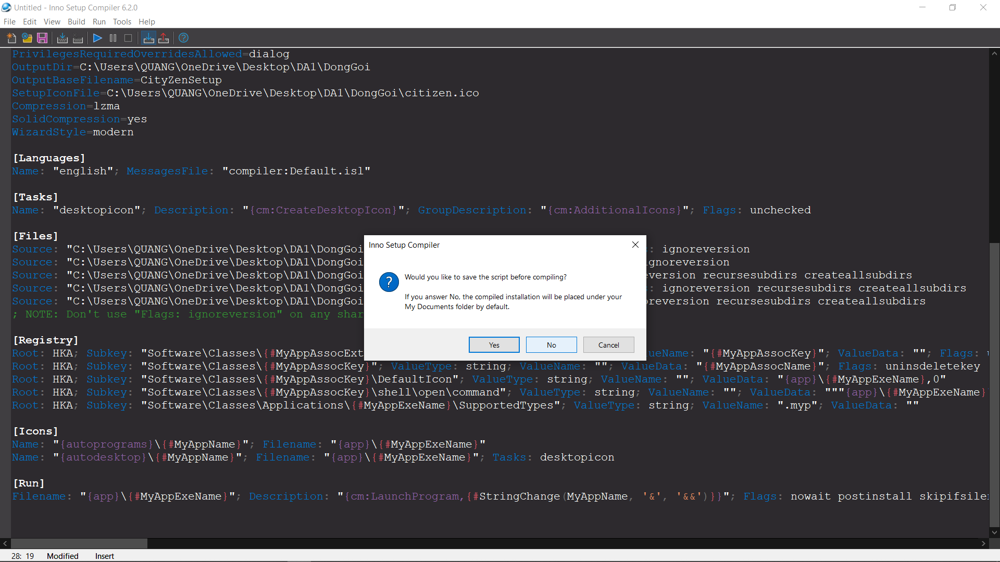 Untitled - Inno Setup Compiler 6.2.0
File Edit View Build Run Tools Help
PrivilegesRequiredOverridesAllowed=dialog
OutputDir=C:\Users\QUANG\OneDrive\Desktop\DA1\DongGoi
OutputBaseFilename=CityZenSetup
SetupIconFile=C:\Users\QUANG\OneDrive\Desktop\DA1\DongGoi\citizen.ico
Compression=lzma
SolidCompression=yes
WizardStyle=modern
[Languages]
Name: "english"; MessagesFile: "compiler:Default.isl"
[Tasks]
Name: "desktopicon"; Description: "{cm:CreateDesktopIcon}"; GroupDescription: "{cm:AdditionalIcons}"; Flags: unchecked
[Files]
Source: "C:\Users\QUANG\OneDrive\Desktop\DA1\DongGoi : ignoreversion
Source: "C:\Users\QUANG\OneDrive\Desktop\DA1\DongGoi gnoreversion
Source: "C:\Users\QUANG\OneDrive\Desktop\DA1\DongGoi eversion recursesubdirs createallsubdirs
Source: "C:\Users\QUANG\OneDrive\Desktop\DA1\DongGoi : ignoreversion recursesubdirs createallsubdirs
Source: "C:\Users\QUANG\OneDrive\Desktop\DA1\DongGoi oreversion recursesubdirs createallsubdirs
; NOTE: Don't use "Flags: ignoreversion" on any shar
[Registry]
Root: HKA; Subkey: "Software\Classes\{#MyAppAssocExt ueName: "{#MyAppAssocKey}"; ValueData: ""; Flags:
Root: HKA; Subkey: "Software\Classes\{#MyAppAssocKey}"; ValueType: string; ValueName: ""; ValueData: "{#MyAppAssocName}"; Flags: uninsdeletekey
Root: HKA; Subkey: "Software\Classes\{#MyAppAssocKey}\DefaultIcon"; ValueType: string; ValueName: ""; ValueData: "{app}\{#MyAppExeName},0"
Root: HKA; Subkey: "Software\Classes\{#MyAppAssocKey}\shell\open\command"; ValueType: string; ValueName: ""; ValueData: """{app}\{#MyAppExeName}
Root: HKA; Subkey: "Software\Classes\Applications\{#MyAppExeName}\SupportedTypes"; ValueType: string; ValueName: ".myp"; ValueData: ""
[Icons]
Name: "{autoprograms}\{#MyAppName}"; Filename: "{app}\{#MyAppExeName}"
Name: "{autodesktop}\{#MyAppName}"; Filename: "{app}\{#MyAppExeName}"; Tasks: desktopicon
[Run]
Filename: "{app}\{#MyAppExeName}"; Description: "{cm:LaunchProgram,{#StringChange(MyAppName, '&', '&&')}}"; Flags: nowait postinstall skipifsile
Inno Setup Compiler
Would you like to save the script before compiling?
If you answer No, the compiled installation will be placed under your
My Documents folder by default.
Yes No Cancel
28: 19 Modified Insert